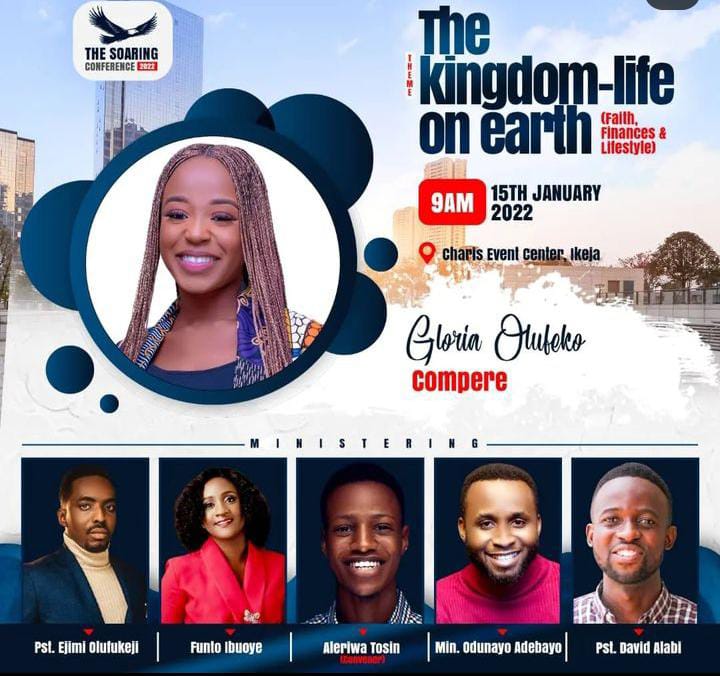 THE SOARING
CONFERENCE 2022
THEME
The
kingdom-life
on earth
(Faith,
Finances &
Lifestyle)
9AM
15TH JANUARY
2022
Charis Event Center, Ikeja
Gloria Olufeko
compere
MINISTERING
Pst. Ejimi Olufukeji
Funto Ibuoye
Aleriwa Tosin
(Convener)
Min. Odunayo Adebayo
Pst. David Alabi